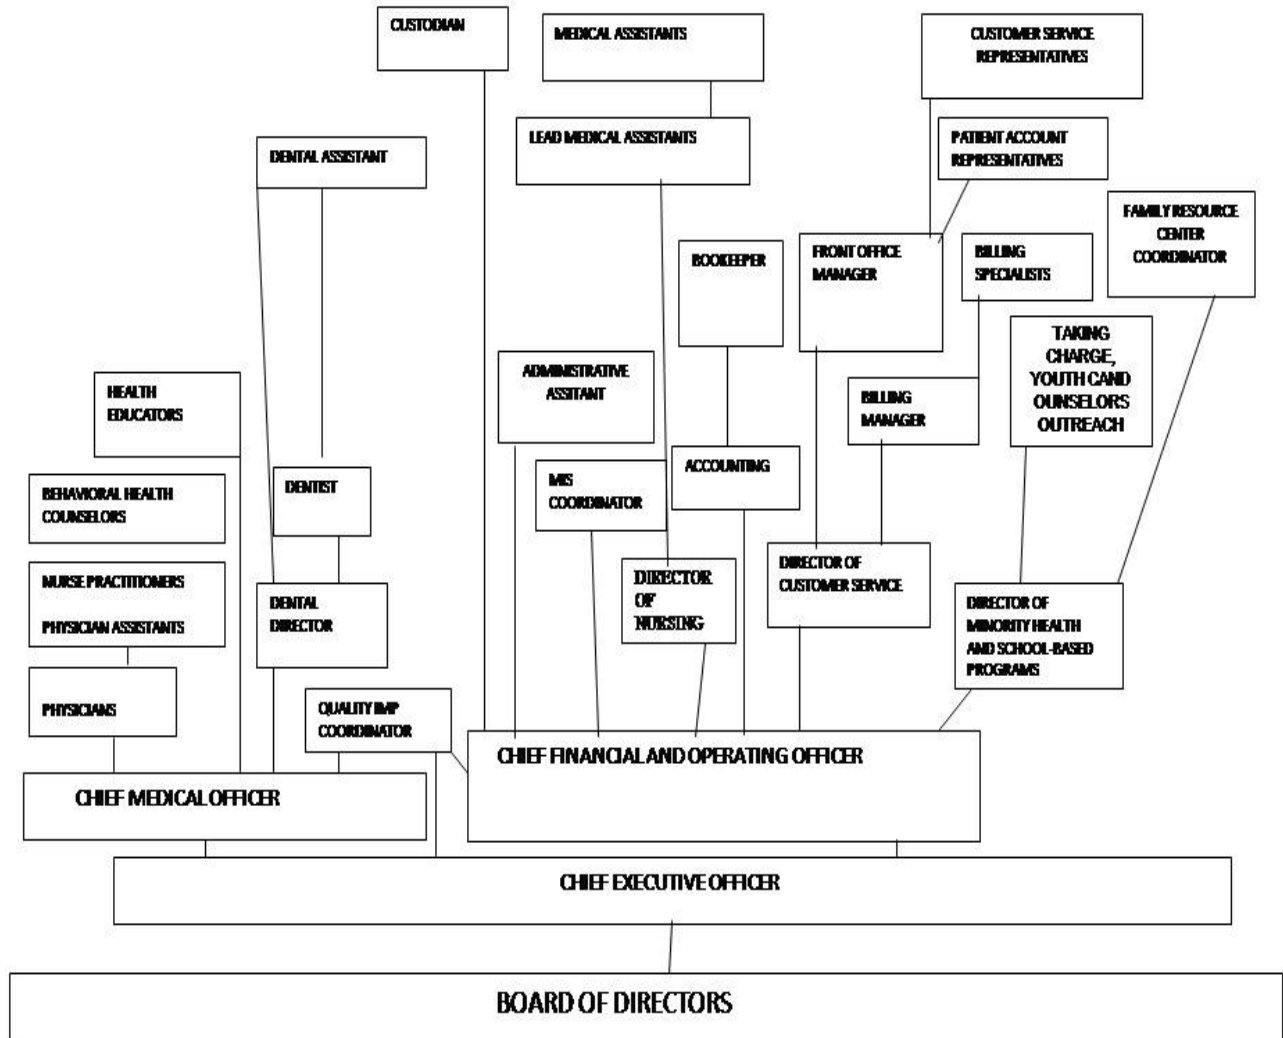 CUSTODIAN
MEDICAL ASSISTANTS
CUSTOMER SERVICE
REPRESENTATIVES
LEAD MEDICAL ASSISTANTS
PATIENT ACCOUNT
REPRESENTATIVES
DENTAL ASSISTANT
FAMILY RESOURCE
CENTER
COORDINATOR
BOOKEEPER
FRONT OFFICE
MANAGER
BILLING
SPECIALISTS
TAKING
CHARGE,
YOUTH CAND
OUNSELORS
OUTREACH
ADMINISTRATIVE
ASSITANT
HEALTH
EDUCATORS
BILLING
MANAGER
ACCOUNTING
MIS
COORDINATOR
DENTIST
BEHAVIORAL HEALTH
COUNSELORS
NURSE PRACTITIONERS
PHYSICIAN ASSISTANTS
DENTAL
DIRECTOR
DIRECTOR
OF
NURSING
DIRECTOR OF
CUSTOMER SERVICE
DIRECTOR OF
MINORITY HEALTH
AND SCHOOL-BASED
PROGRAMS
PHYSICIANS
QUALITY IMP
COORDINATOR
CHIEF FINANCIAL AND OPERATING OFFICER
CHIEF MEDICAL OFFICER
CHIEF EXECUTIVE OFFICER
BOARD OF DIRECTORS